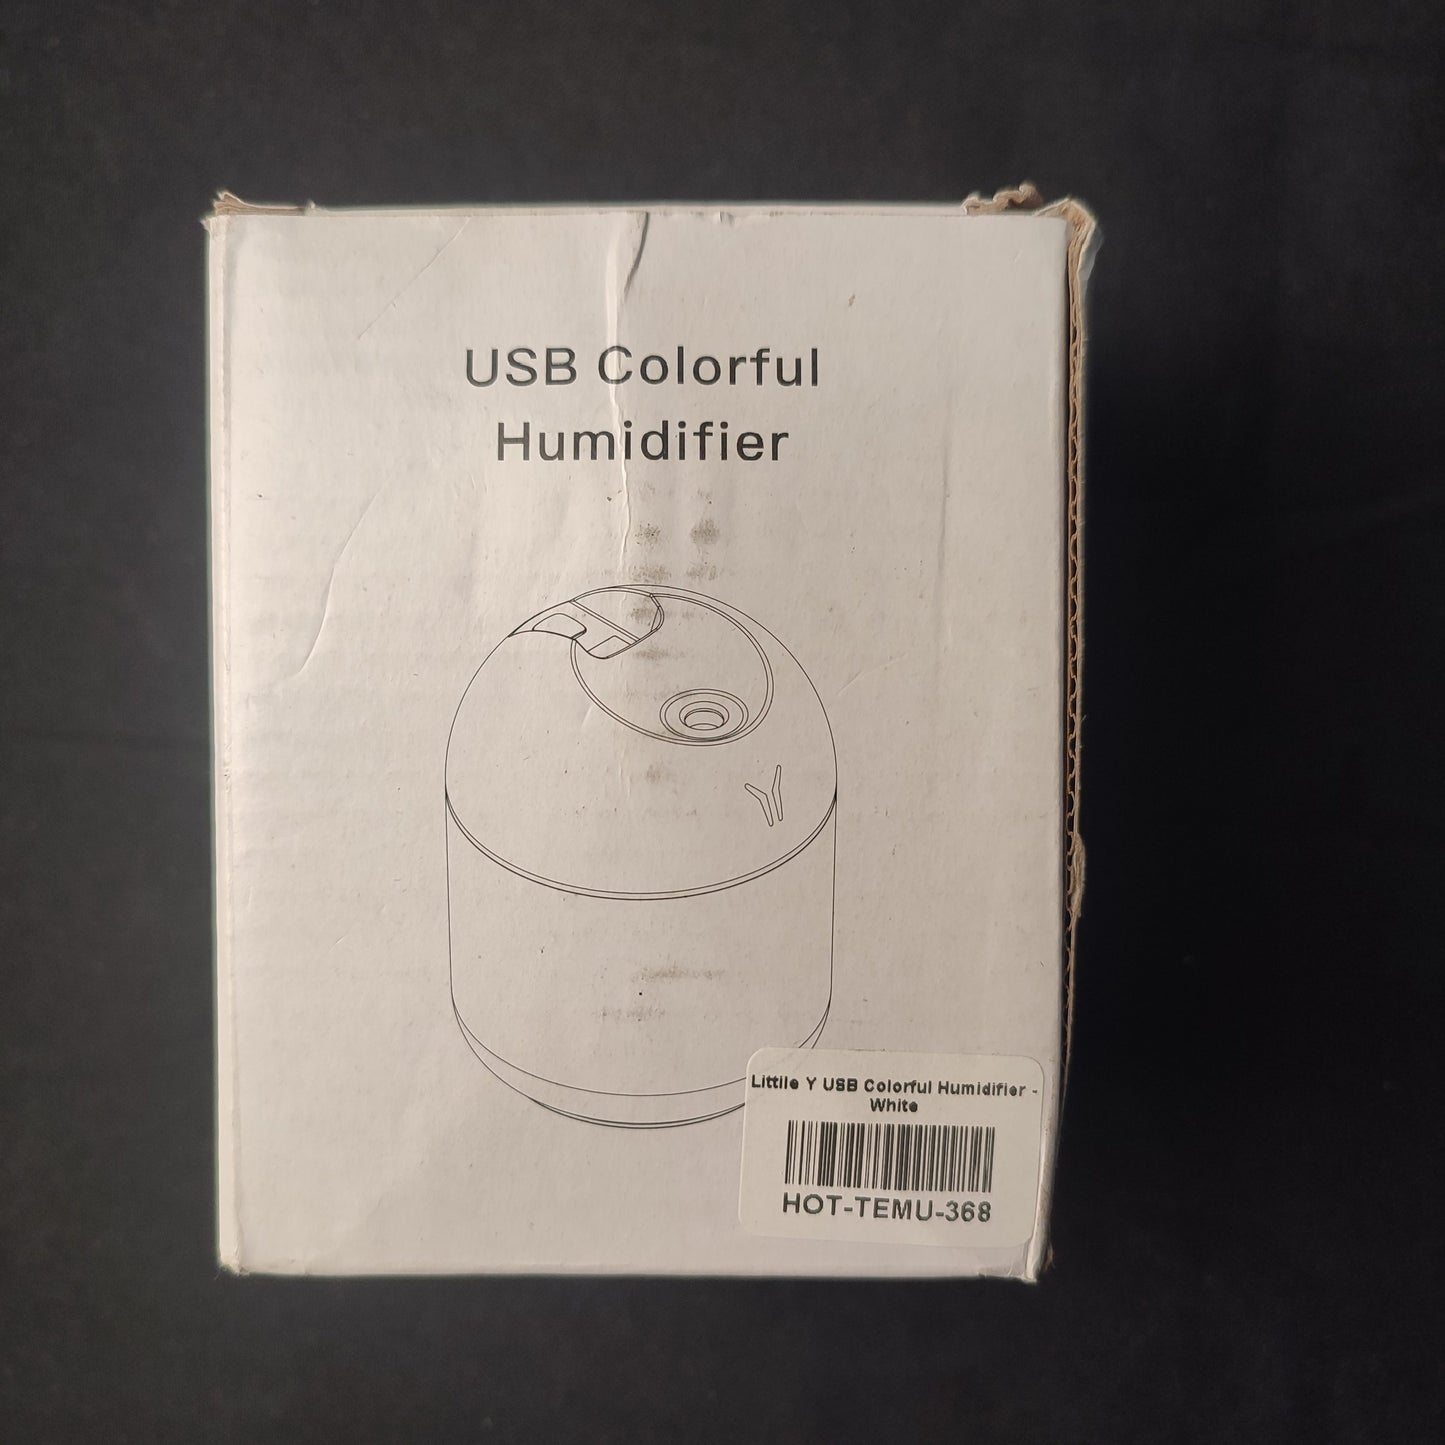 USB Colorful
Humidifier
Littile Y USB Colorful Humidifier -
White
HOT-TEMU-368